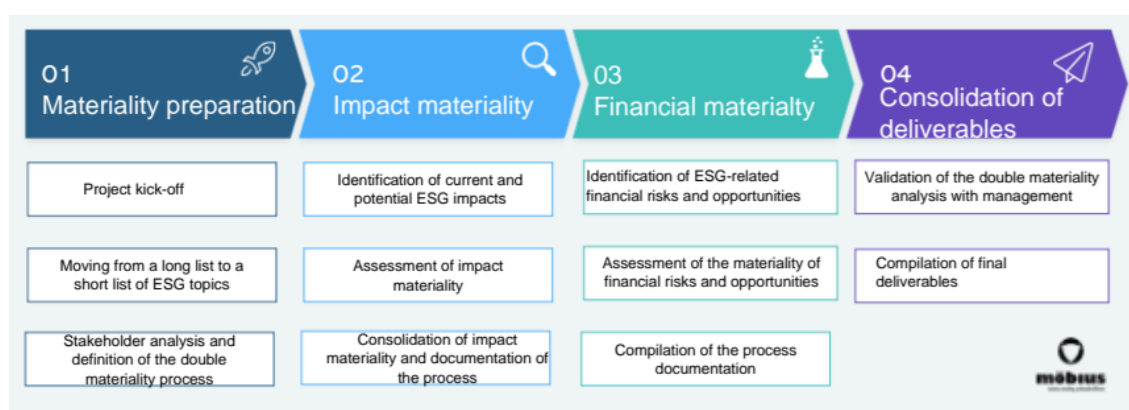 01
Materiality preparation
Project kick-off
Moving from a long list to a
short list of ESG topics
Stakeholder analysis and
definition of the double
materiality process
02
Impact materiality
Identification of current and
potential ESG impacts
Assessment of impact
materiality
Consolidation of impact
materiality and documentation of
the process
03
Financial materialty
Identification of ESG-related
financial risks and opportunities
Assessment of the materiality of
financial risks and opportunities
Compilation of the process
documentation
04
Consolidation of
deliverables
Validation of the double materiality
analysis with management
Compilation of final
deliverables
möbius